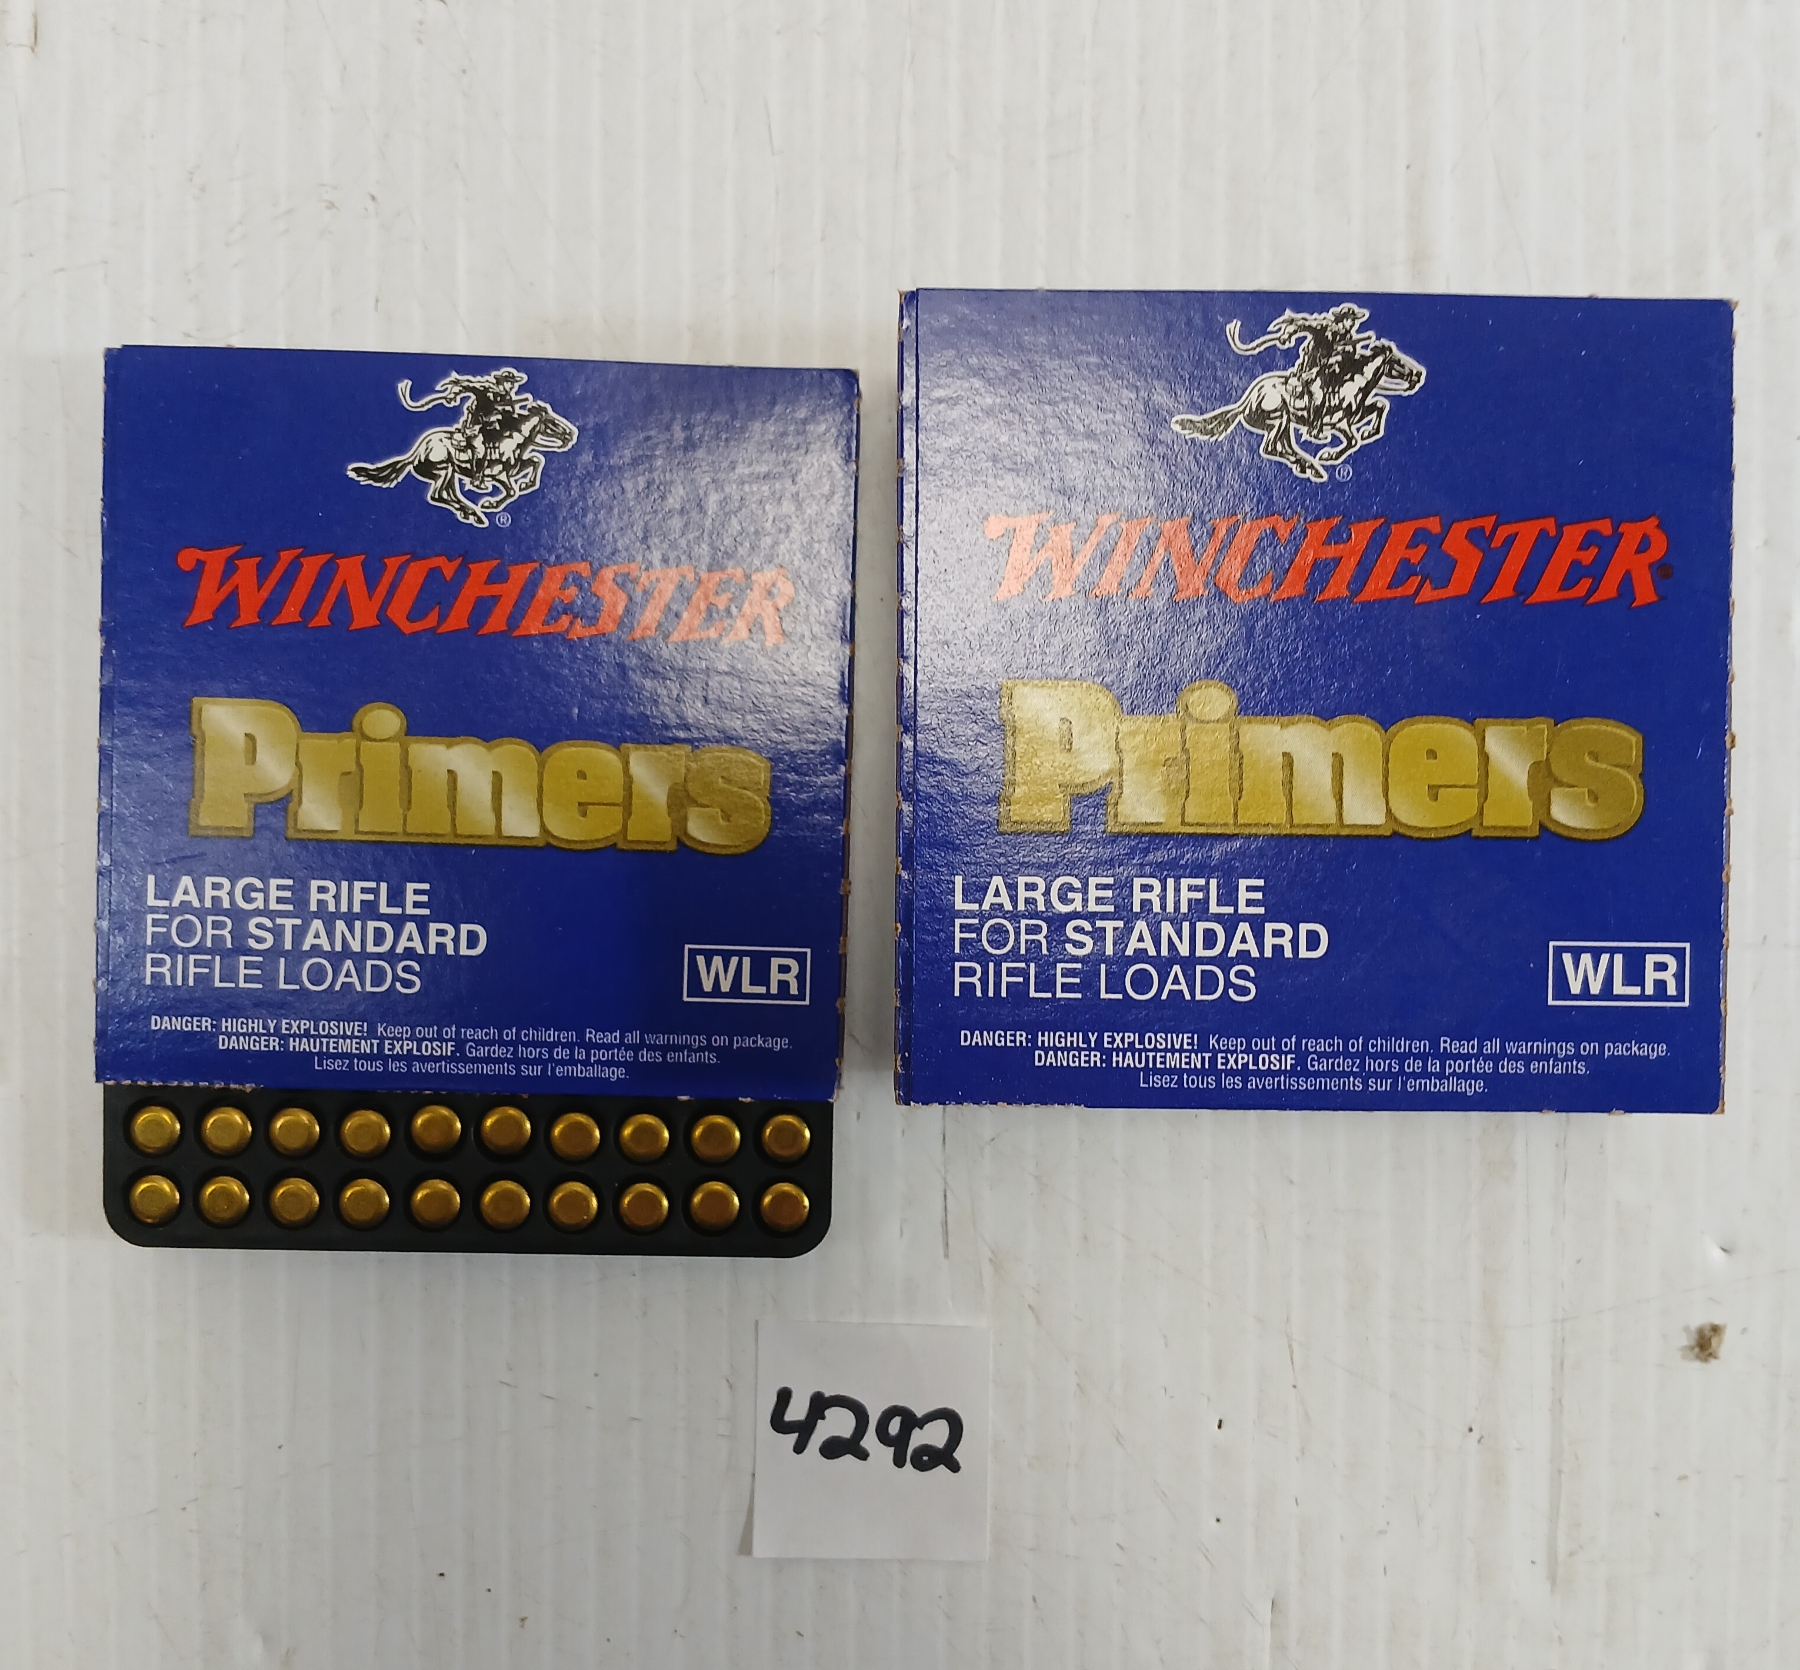 ®
WINCHESTER
Primers
LARGE RIFLE
FOR STANDARD
RIFLE LOADS
WLR
DANGER: HIGHLY EXPLOSIVE! Keep out of reach of children. Read all warnings on package.
DANGER: HAUTEMENT EXPLOSIF. Gardez hors de la portée des enfants.
Lisez tous les avertissements sur l'emballage.
®
WINCHESTER®
Primers
LARGE RIFLE
FOR STANDARD
RIFLE LOADS
WLR
DANGER: HIGHLY EXPLOSIVE! Keep out of reach of children. Read all warnings on package.
DANGER: HAUTEMENT EXPLOSIF. Gardez hors de la portée des enfants.
Lisez tous les avertissements sur l'emballage.
4292